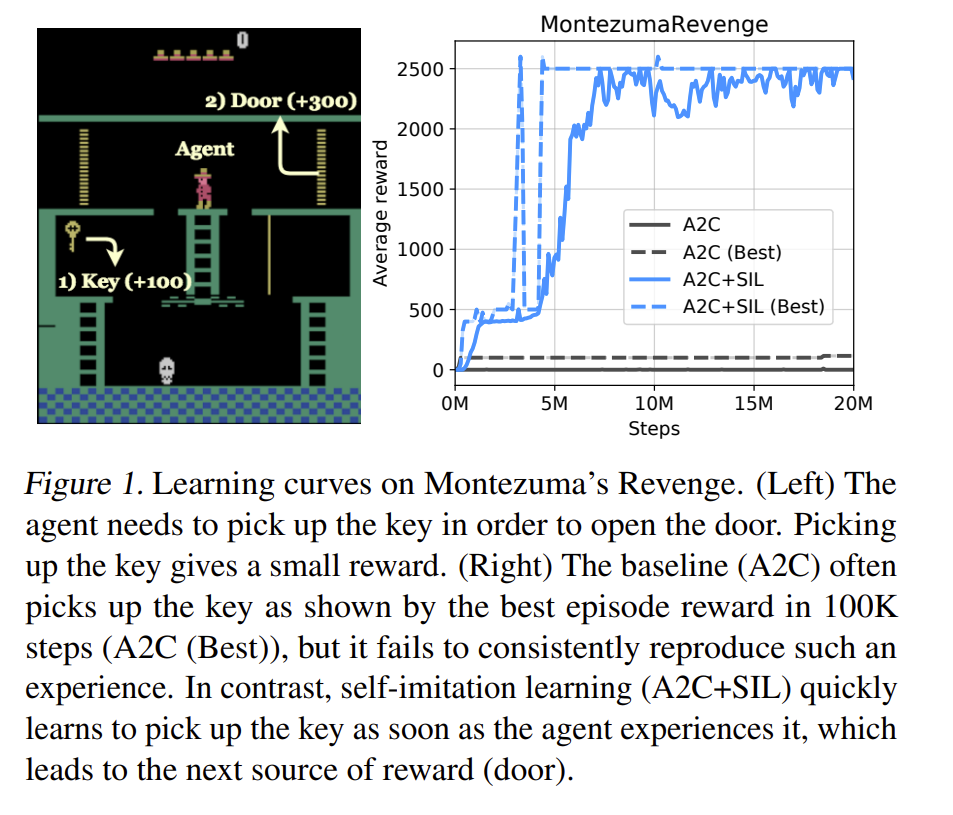 0
2) Door (+300)
Agent
1) Key (+100)
MontezumaRevenge
Average reward
2500
2000
1500
1000
500
0
A2C
A2C (Best)
A2C+SIL
A2C+SIL (Best)
0M 5M 10M 15M 20M
Steps
Figure 1. Learning curves on Montezuma's Revenge. (Left) The
agent needs to pick up the key in order to open the door. Picking
up the key gives a small reward. (Right) The baseline (A2C) often
picks up the key as shown by the best episode reward in 100K
steps (A2C (Best)), but it fails to consistently reproduce such an
experience. In contrast, self-imitation learning (A2C+SIL) quickly
learns to pick up the key as soon as the agent experiences it, which
leads to the next source of reward (door).